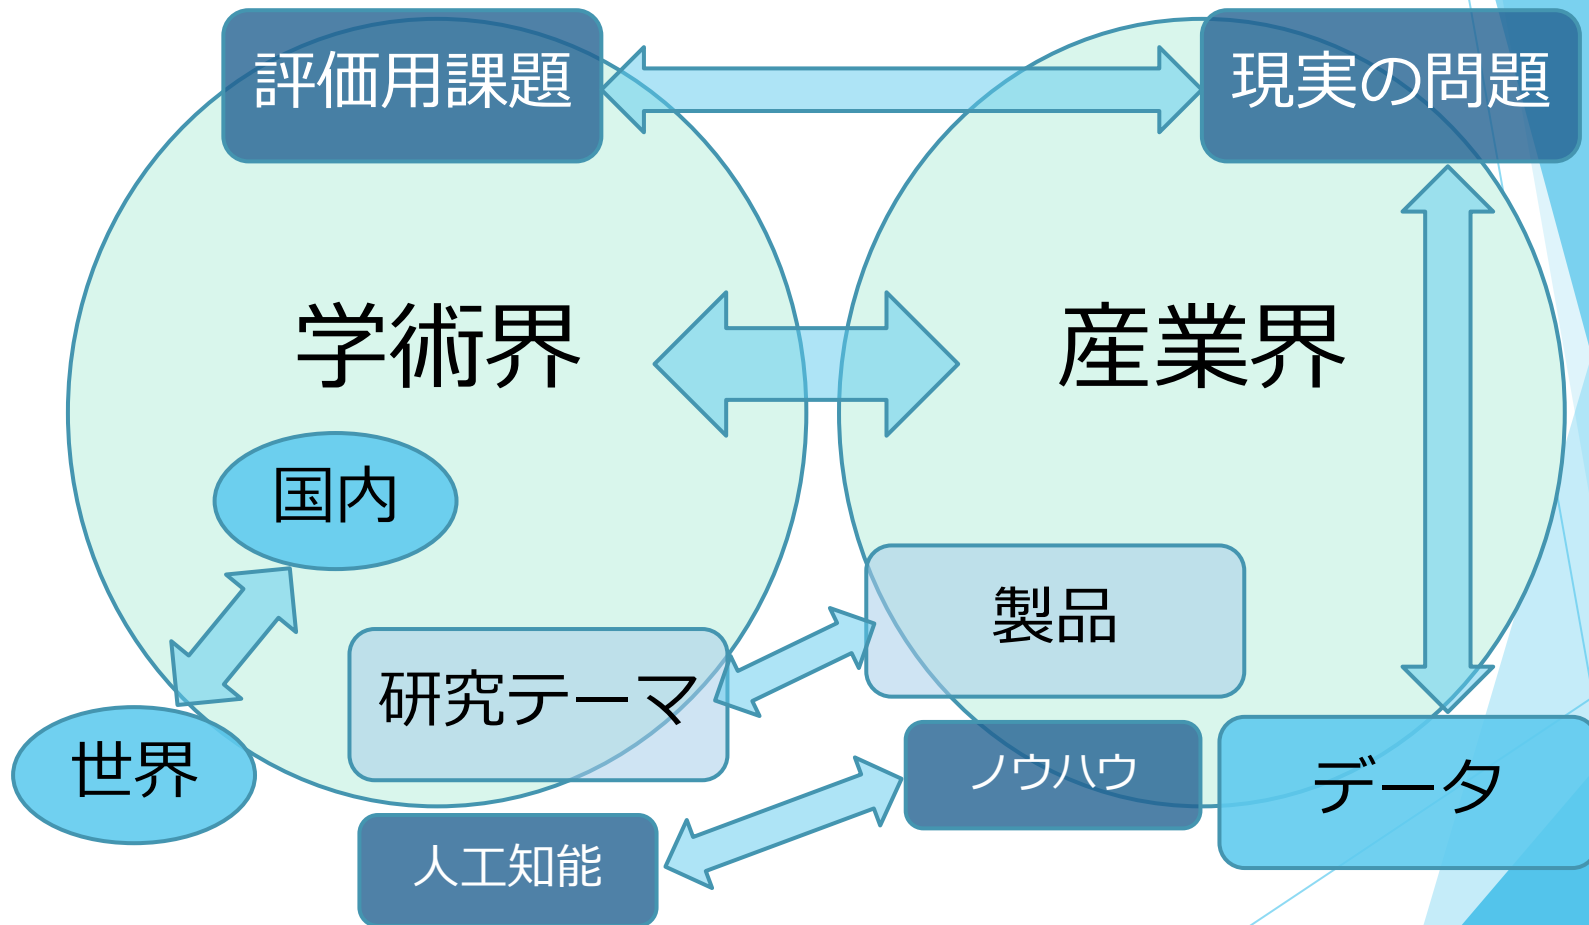 評価用課題
現実の問題
学術界
産業界
国内
製品
研究テーマ
世界
ノウハウ
データ
人工知能